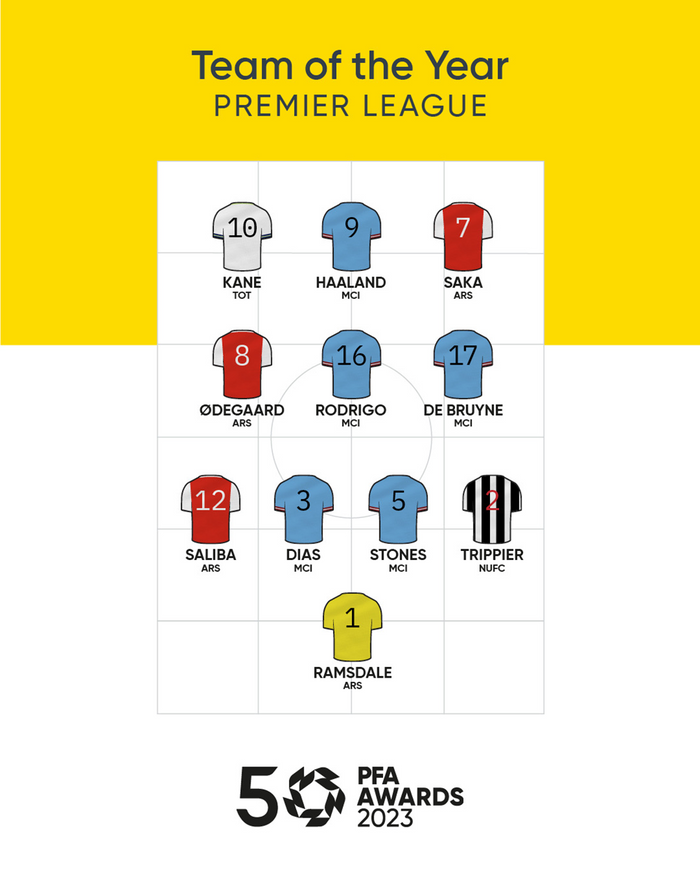 Team of the Year
PREMIER LEAGUE
10 9 7
KANE HAALAND SAKA
TOT MCI ARS
8 16 17
ØDEGAARD RODRIGO DE BRUYNE
ARS MCI MCI
12 3 5 2
SALIBA DIAS STONES TRIPPIER
ARS MCI MCI NUFC
1
RAMSDALE
ARS
50 PFA
AWARDS
2023